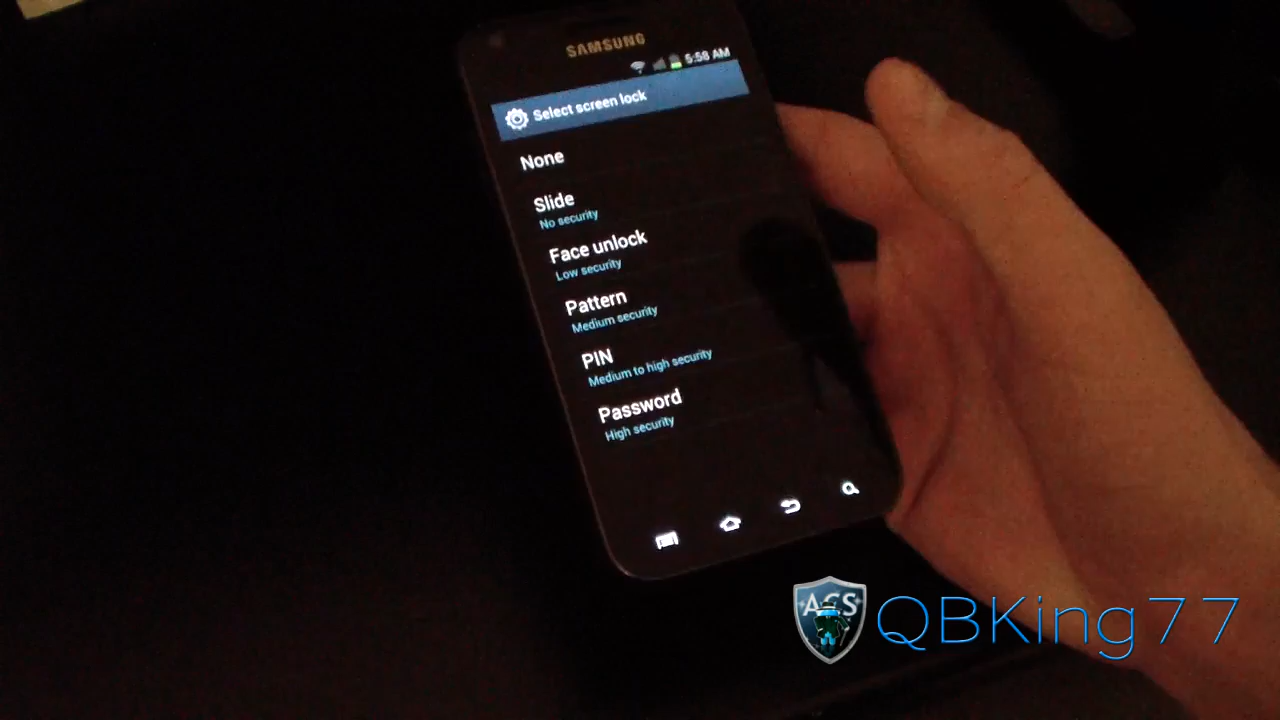 SAMSUNG
5:58 AM
Select screen lock
None
Slide
No security
Face unlock
Low security
Pattern
Medium security
PIN
Medium to high security
Password
High security
ACS
QBKing77